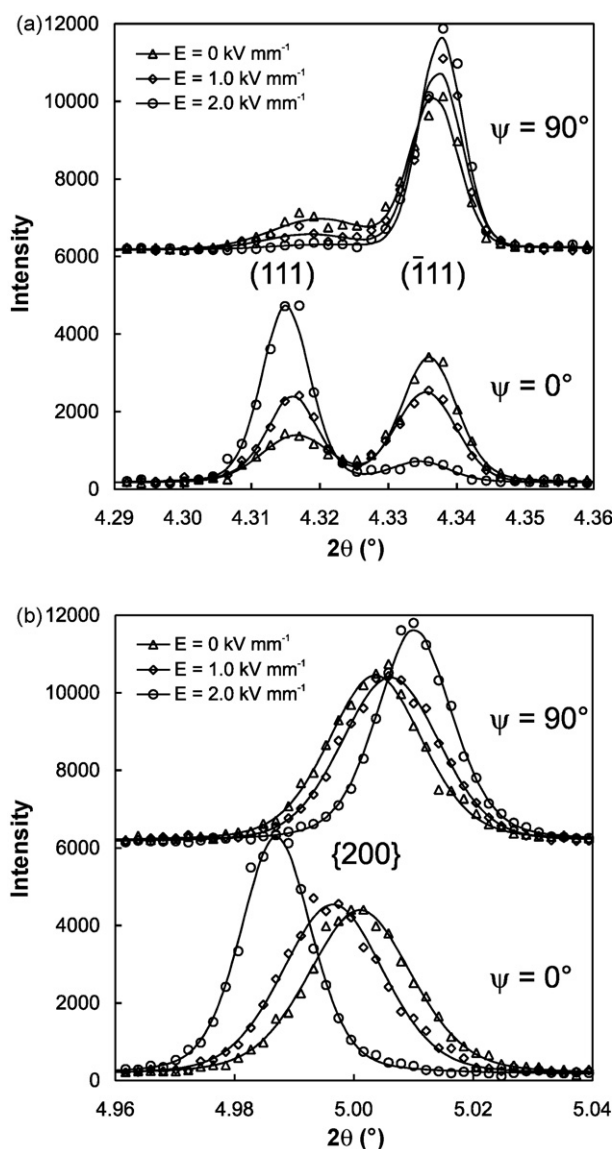 (a)
12000
10000
8000
6000
4000
2000
0
Intensity
E = 0 kV mm⁻¹
E = 1.0 kV mm⁻¹
E = 2.0 kV mm⁻¹
ψ = 90°
(111)
(1̄11)
ψ = 0°
4.29 4.30 4.31 4.32 4.33 4.34 4.35 4.36
2θ (°)
(b)
12000
10000
8000
6000
4000
2000
0
Intensity
E = 0 kV mm⁻¹
E = 1.0 kV mm⁻¹
E = 2.0 kV mm⁻¹
ψ = 90°
{200}
ψ = 0°
4.96 4.98 5.00 5.02 5.04
2θ (°)